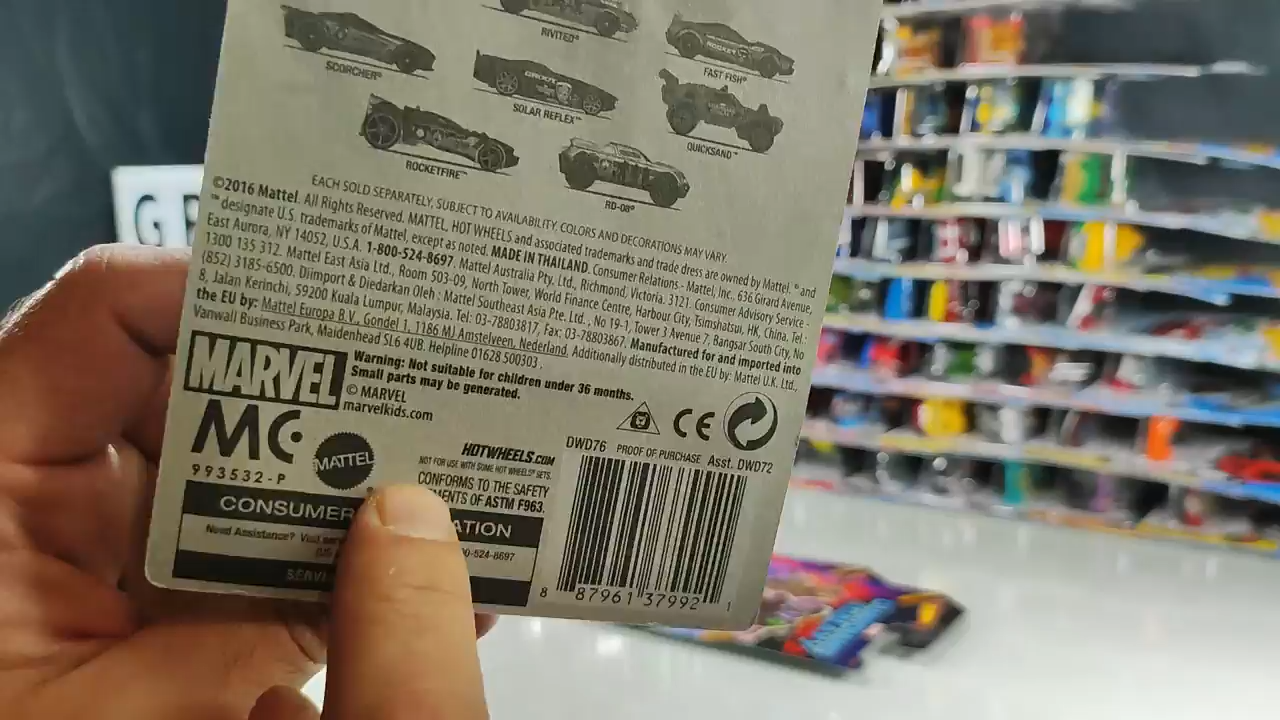 RIVITED®
SCORCHER®
ROCKET
FAST FISH®
GROOT
SOLAR REFLEX™
QUICKSAND™
ROCKETFIRE™
RD-08®
EACH SOLD SEPARATELY. SUBJECT TO AVAILABILITY. COLORS AND DECORATIONS MAY VARY.
©2016 Mattel. All Rights Reserved. MATTEL, HOT WHEELS and associated trademarks and trade dress are owned by Mattel. ® and
™ designate U.S. trademarks of Mattel, except as noted. MADE IN THAILAND. Consumer Relations - Mattel, Inc. 636 Girard Avenue,
East Aurora, NY 14052, U.S.A. 1-800-524-8697. Mattel Australia Pty. Ltd., Richmond, Victoria. 3121. Consumer Advisory Service -
1300 135 312. Mattel East Asia Ltd., Room 503-09, North Tower, World Finance Centre, Harbour City, Tsimshatsui, HK, China. Tel.:
(852) 3185-6500. Diimport & Diedarkan Oleh : Mattel Southeast Asia Pte. Ltd. , No 19-1, Tower 3 Avenue 7, Bangsar South City, No
8, Jalan Kerinchi, 59200 Kuala Lumpur, Malaysia. Tel: 03-78803817, Fax: 03-78803867. Manufactured for and imported into
the EU by: Mattel Europa B.V., Gondel 1, 1186 MJ Amstelveen, Nederland. Additionally distributed in the EU by: Mattel U.K. Ltd.,
Vanwall Business Park, Maidenhead SL6 4UB. Helpline 01628 500303.
MARVEL
Warning: Not suitable for children under 36 months.
Small parts may be generated.
© MARVEL
marvelkids.com
MC
993532-P
MATTEL
CE
HOTWHEELS.COM
NOT FOR USE WITH SOME HOT WHEELS® SETS.
CONFORMS TO THE SAFETY
MENTS OF ASTM F963.
DWD76 PROOF OF PURCHASE Asst. DWD72
CONSUMER ATION
Need Assistance? Visit
00-524-8697
SERVI
8 87961 37992 1
G